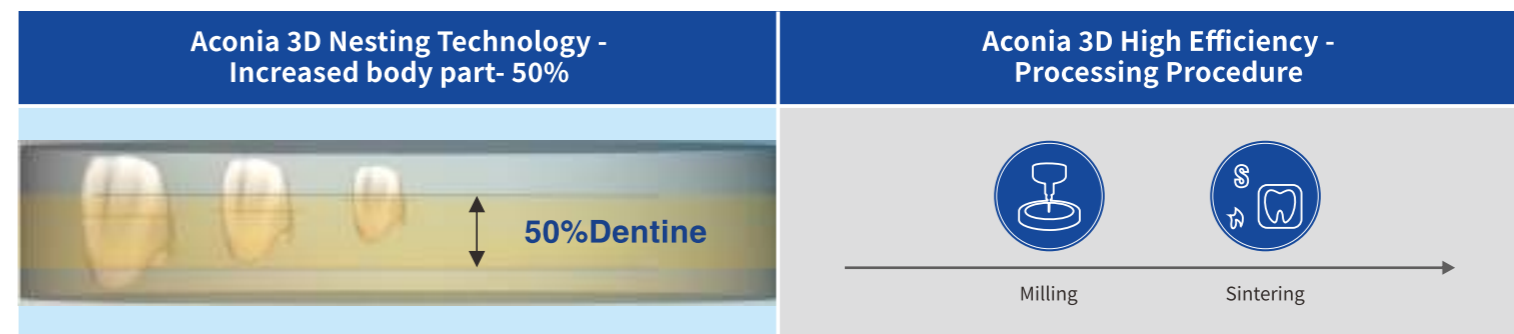 Aconia 3D Nesting Technology -
Increased body part- 50%
50%Dentine
Aconia 3D High Efficiency -
Processing Procedure
Milling
Sintering